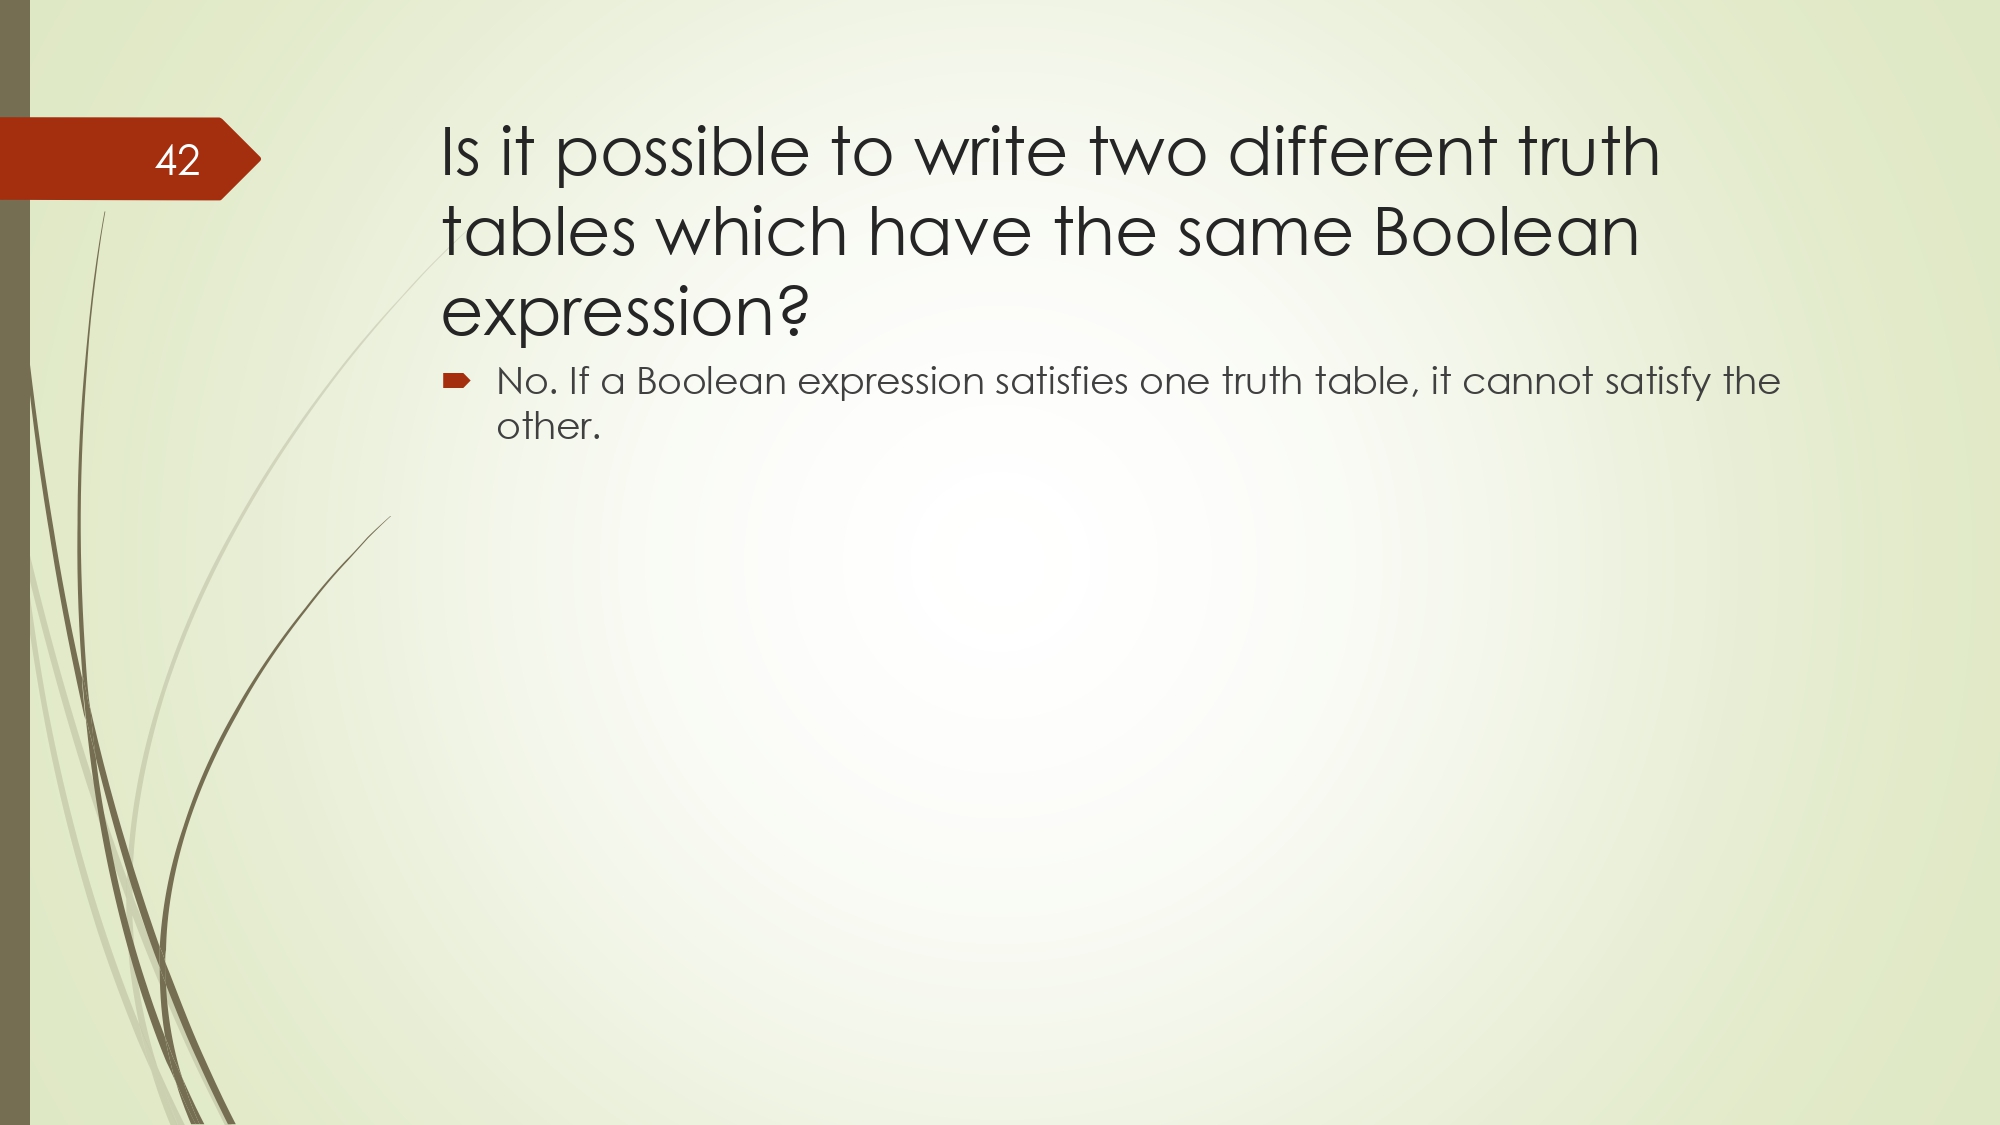 42
Is it possible to write two different truth
tables which have the same Boolean
expression?
No. If a Boolean expression satisfies one truth table, it cannot satisfy the
other.